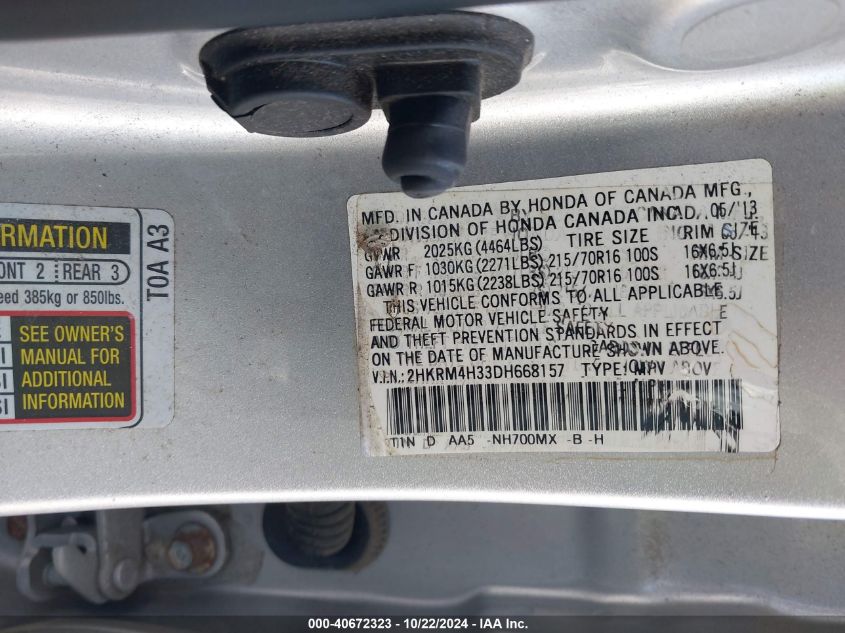 RMATION
ONT 2 REAR 3
eed 385kg or 850lbs.
SEE OWNER'S
MANUAL FOR
ADDITIONAL
INFORMATION
T0A A3
MFD. IN CANADA BY HONDA OF CANADA MFG.,
DIVISION OF HONDA CANADA INC.
GVWR 2025KG(4464LBS) TIRE SIZE RIM SIZE
GAWR F 1030KG(2271LBS) 215/70R16 100S 16X6.5J
GAWR R 1015KG(2238LBS) 215/70R16 100S 16X6.5J
THIS VEHICLE CONFORMS TO ALL APPLICABLE
FEDERAL MOTOR VEHICLE SAFETY
AND THEFT PREVENTION STANDARDS IN EFFECT
ON THE DATE OF MANUFACTURE SHOWN ABOVE.
V.I.N.: 2HKRM4H33DH668157 TYPE: MPV
AA5 -NH700MX -B -H
000-40672323 - 10/22/2024 - IAA Inc.